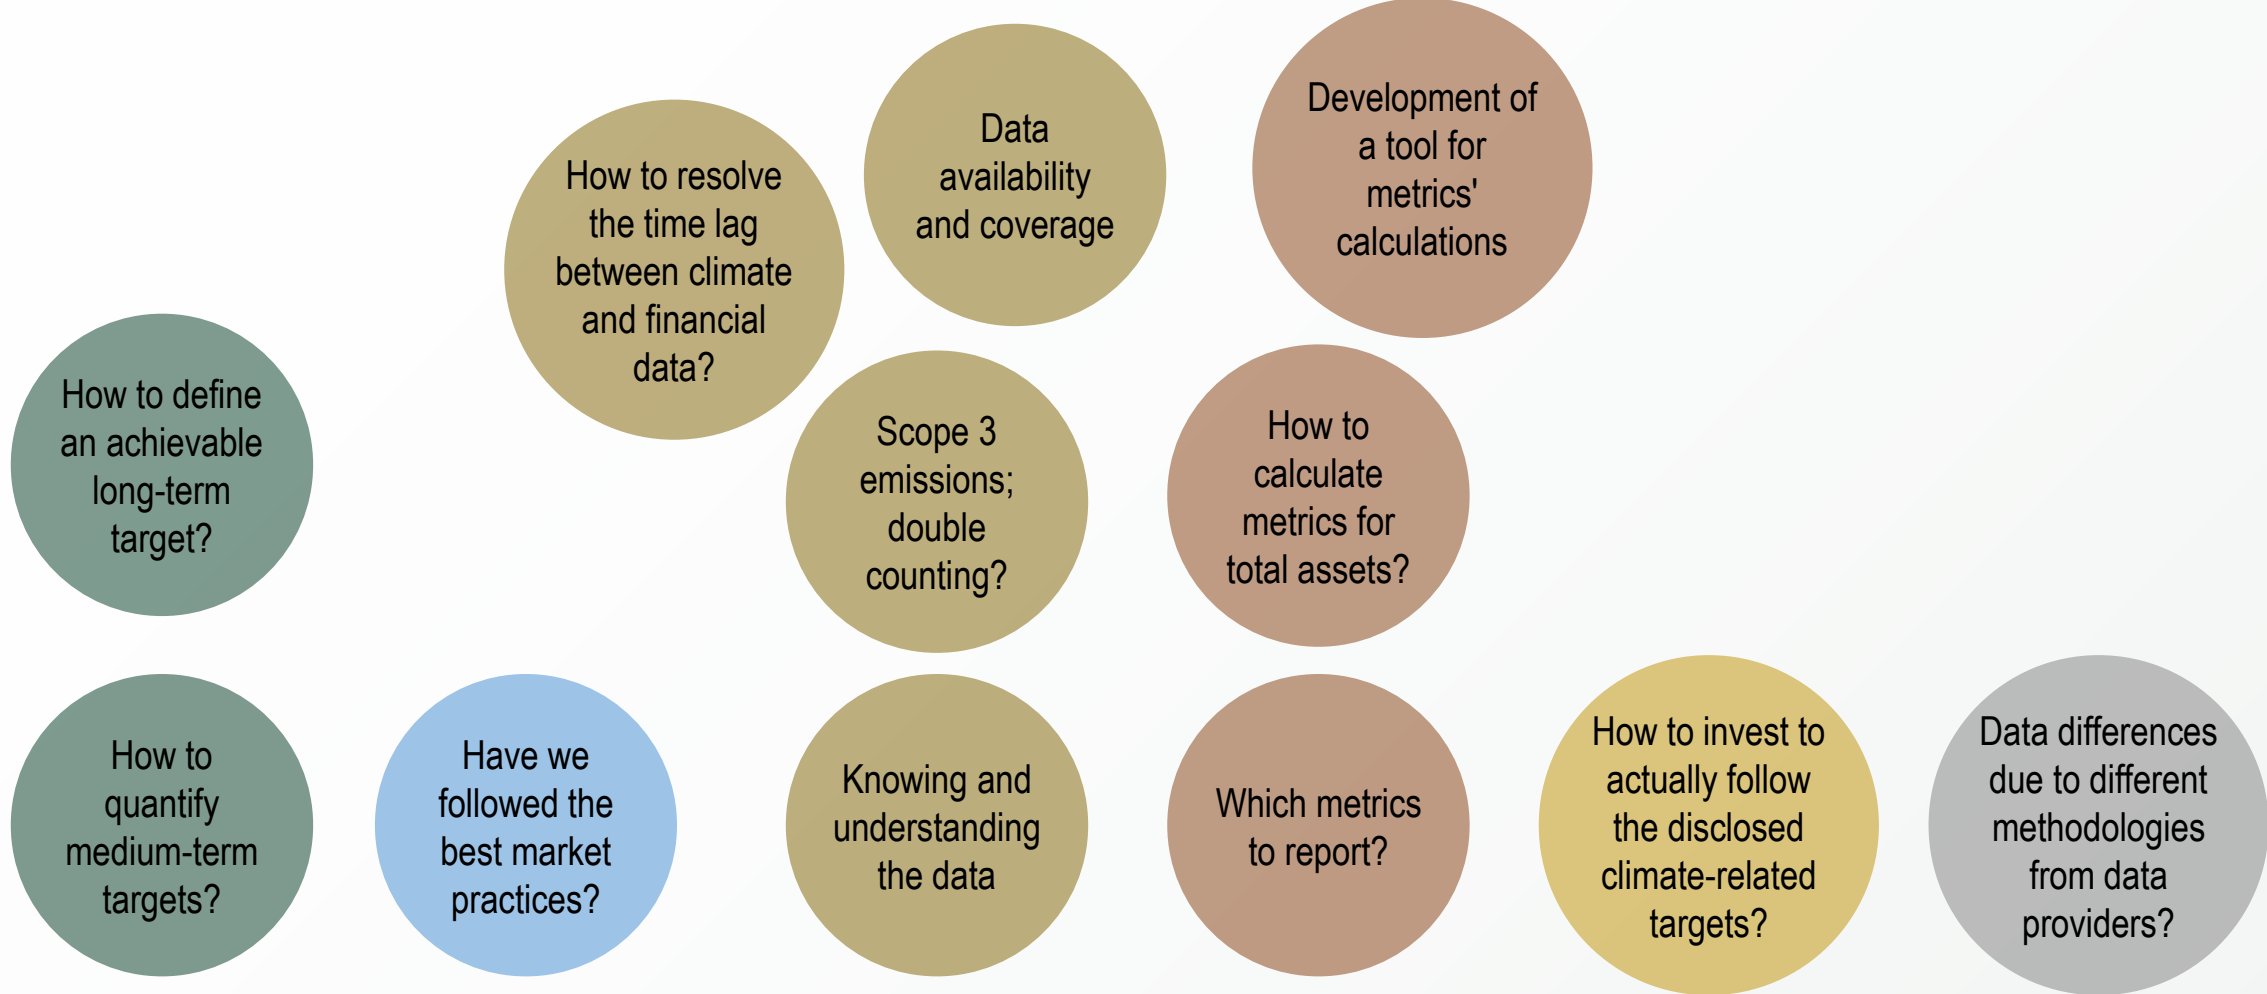 How to define
an achievable
long-term
target?
How to
quantify
medium-term
targets?
Have we
followed the
best market
practices?
How to resolve
the time lag
between climate
and financial
data?
Data
availability
and coverage
Scope 3
emissions;
double
counting?
Knowing and
understanding
the data
Development of
a tool for
metrics'
calculations
How to
calculate
metrics for
total assets?
Which metrics
to report?
How to invest to
actually follow
the disclosed
climate-related
targets?
Data differences
due to different
methodologies
from data
providers?